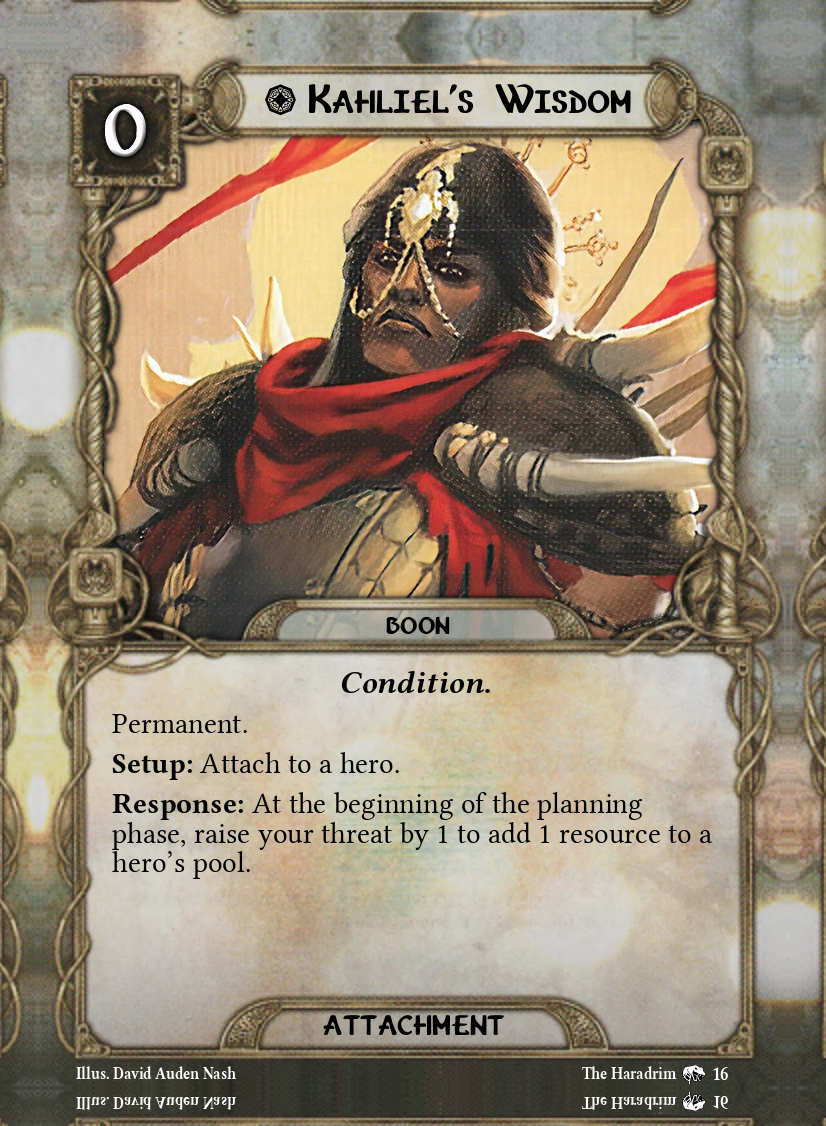 0
Kahliel's Wisdom
BOON
Condition.
Permanent.
Setup: Attach to a hero.
Response: At the beginning of the planning
phase, raise your threat by 1 to add 1 resource to a
hero's pool.
ATTACHMENT
Illus. David Auden Nash
The Haradrim 16
Illus. David Auden Nash
The Haradrim 16